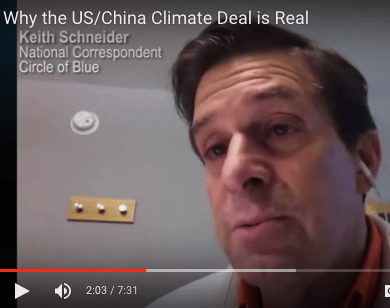 Why the US/China Climate Deal is Real
Keith Schneider
National Correspondent
Circle of Blue
2:03 / 7:31